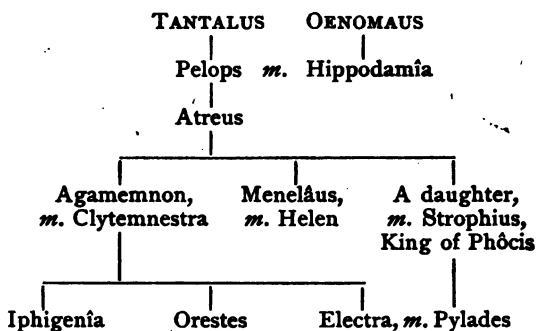 TANTALUS OENOMAUS
Pelops m. Hippodamîa
Atreus
Agamemnon, Menelâus, A daughter,
m. Clytemnestra m. Helen m. Strophius,
King of Phôcis
Iphigenîa Orestes Electra, m. Pylades